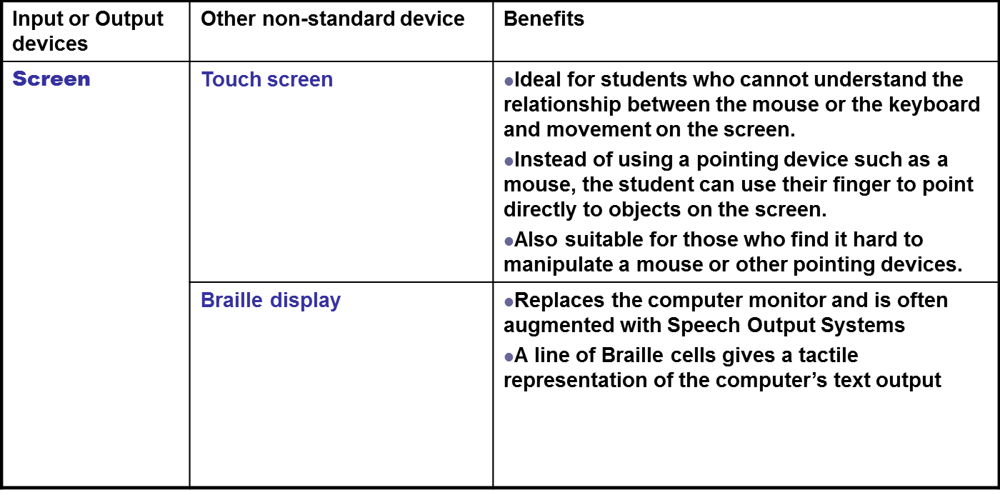 Input or Output
devices
Other non-standard device
Benefits
Screen
Touch screen
●Ideal for students who cannot understand the
relationship between the mouse or the keyboard
and movement on the screen.
●Instead of using a pointing device such as a
mouse, the student can use their finger to point
directly to objects on the screen.
●Also suitable for those who find it hard to
manipulate a mouse or other pointing devices.
Braille display
●Replaces the computer monitor and is often
augmented with Speech Output Systems
●A line of Braille cells gives a tactile
representation of the computer’s text output